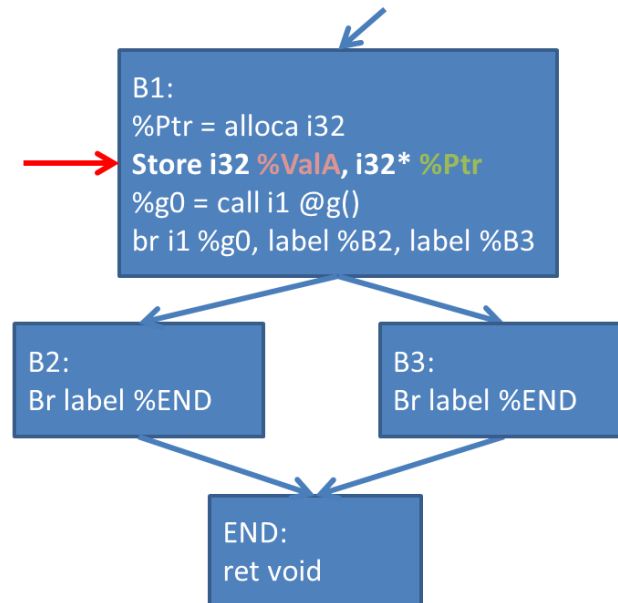 B1:
%Ptr = alloca i32
Store i32 %ValA, i32* %Ptr
%g0 = call i1 @g()
br i1 %g0, label %B2, label %B3
B2:
Br label %END
B3:
Br label %END
END:
ret void